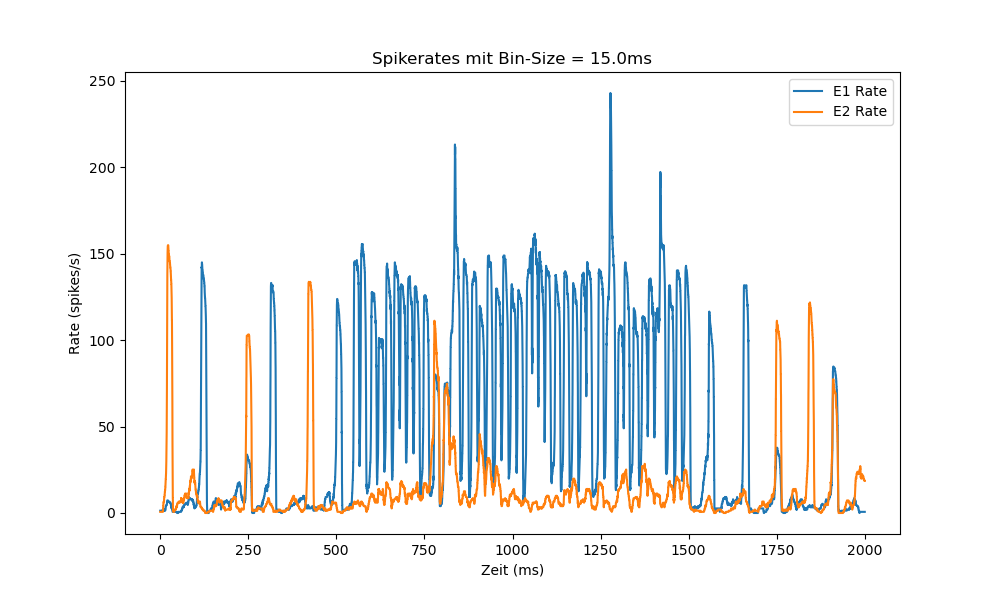 Spikerates mit Bin-Size = 15.0ms
E1 Rate
E2 Rate
250
200
150
100
50
0
Rate (spikes/s)
0 250 500 750 1000 1250 1500 1750 2000
Zeit (ms)